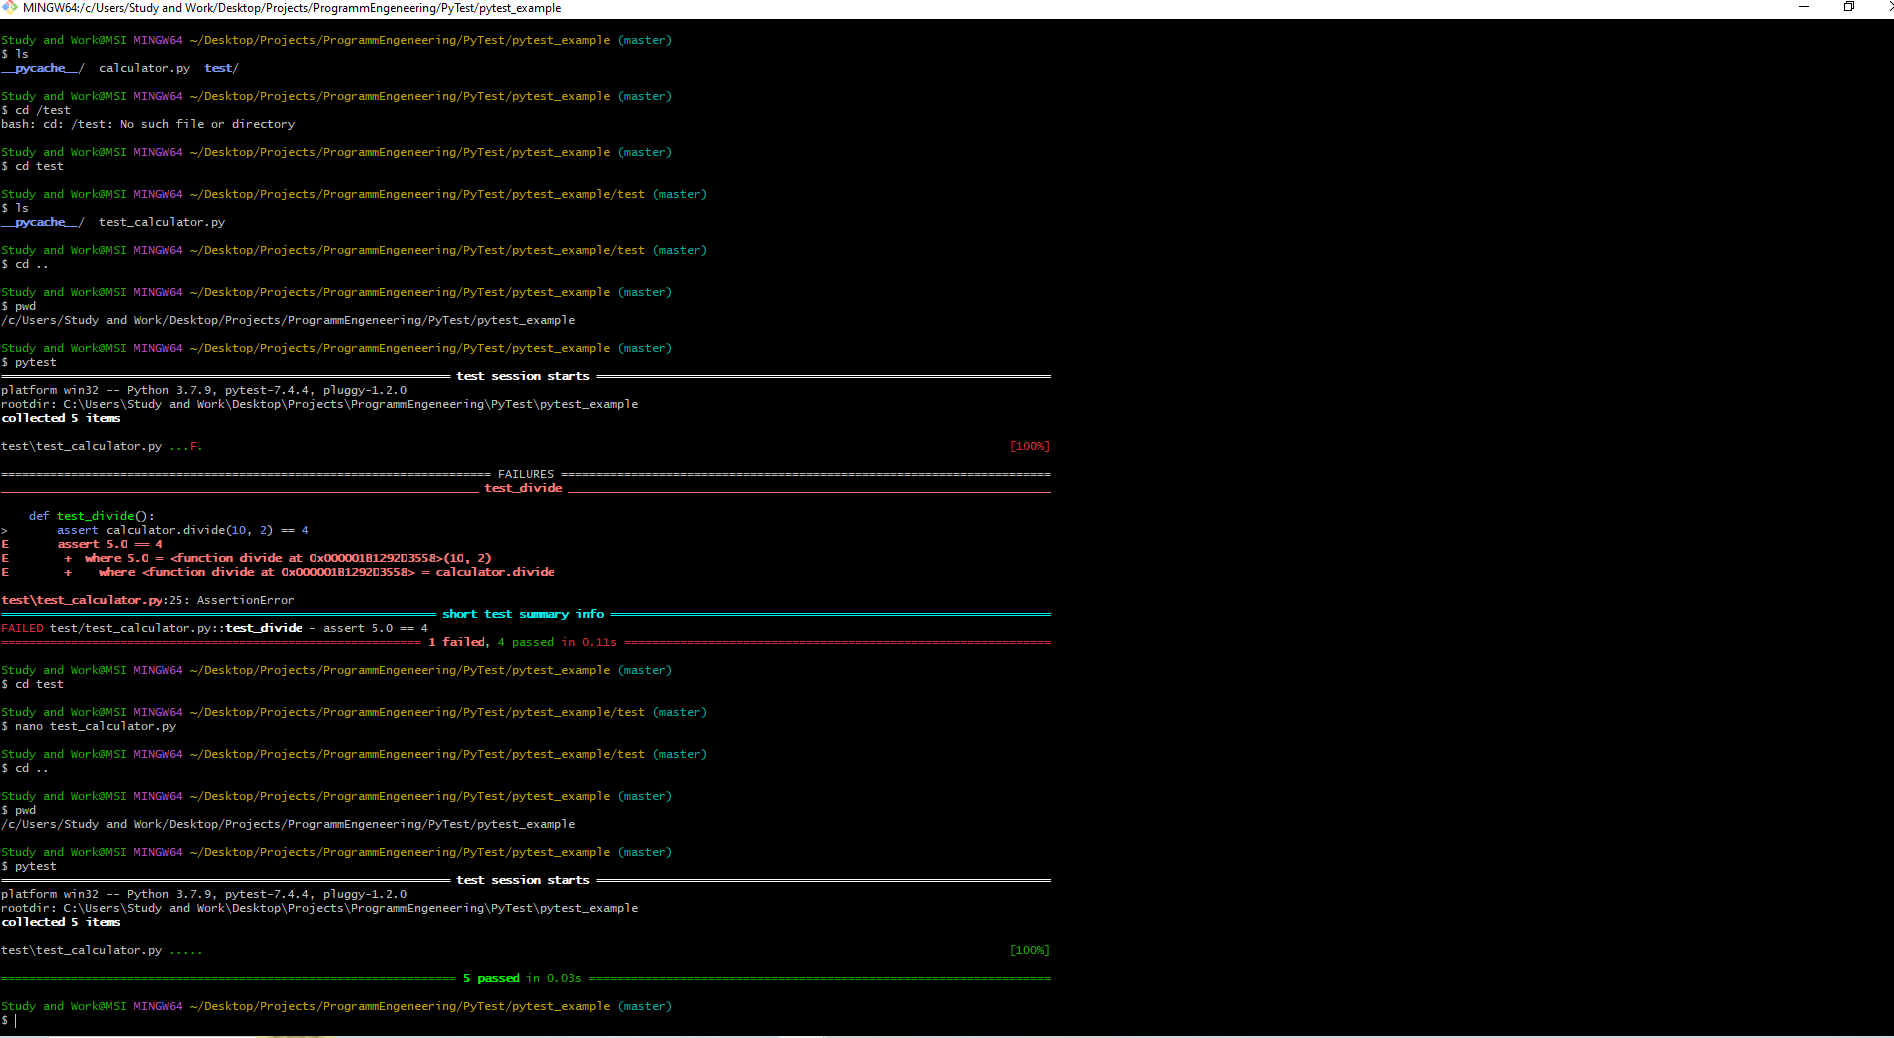 MINGW64:/c/Users/Study and Work/Desktop/Projects/ProgrammEngeneering/PyTest/pytest_example
Study and Work@MSI MINGW64 ~/Desktop/Projects/ProgrammEngeneering/PyTest/pytest_example (master)
$ ls
__pycache__/  calculator.py  test/
Study and Work@MSI MINGW64 ~/Desktop/Projects/ProgrammEngeneering/PyTest/pytest_example (master)
$ cd /test
bash: cd: /test: No such file or directory
Study and Work@MSI MINGW64 ~/Desktop/Projects/ProgrammEngeneering/PyTest/pytest_example (master)
$ cd test
Study and Work@MSI MINGW64 ~/Desktop/Projects/ProgrammEngeneering/PyTest/pytest_example/test (master)
$ ls
__pycache__/  test_calculator.py
Study and Work@MSI MINGW64 ~/Desktop/Projects/ProgrammEngeneering/PyTest/pytest_example/test (master)
$ cd ..
Study and Work@MSI MINGW64 ~/Desktop/Projects/ProgrammEngeneering/PyTest/pytest_example (master)
$ pwd
/c/Users/Study and Work/Desktop/Projects/ProgrammEngeneering/PyTest/pytest_example
Study and Work@MSI MINGW64 ~/Desktop/Projects/ProgrammEngeneering/PyTest/pytest_example (master)
$ pytest
================ test session starts ================
platform win32 -- Python 3.7.9, pytest-7.4.4, pluggy-1.2.0
rootdir: C:\Users\Study and Work\Desktop\Projects\ProgrammEngeneering\PyTest\pytest_example
collected 5 items
test\test_calculator.py ...F. [100%]
================ FAILURES ================
________________ test_divide ________________
    def test_divide():
>       assert calculator.divide(10, 2) == 4
E       assert 5.0 == 4
E        +  where 5.0 = <function divide at 0x000001B1292D3558>(10, 2)
E        +    where <function divide at 0x000001B1292D3558> = calculator.divide
test\test_calculator.py:25: AssertionError
================ short test summary info ================
FAILED test/test_calculator.py::test_divide - assert 5.0 == 4
================ 1 failed, 4 passed in 0.11s ================
Study and Work@MSI MINGW64 ~/Desktop/Projects/ProgrammEngeneering/PyTest/pytest_example (master)
$ cd test
Study and Work@MSI MINGW64 ~/Desktop/Projects/ProgrammEngeneering/PyTest/pytest_example/test (master)
$ nano test_calculator.py
Study and Work@MSI MINGW64 ~/Desktop/Projects/ProgrammEngeneering/PyTest/pytest_example/test (master)
$ cd ..
Study and Work@MSI MINGW64 ~/Desktop/Projects/ProgrammEngeneering/PyTest/pytest_example (master)
$ pwd
/c/Users/Study and Work/Desktop/Projects/ProgrammEngeneering/PyTest/pytest_example
Study and Work@MSI MINGW64 ~/Desktop/Projects/ProgrammEngeneering/PyTest/pytest_example (master)
$ pytest
================ test session starts ================
platform win32 -- Python 3.7.9, pytest-7.4.4, pluggy-1.2.0
rootdir: C:\Users\Study and Work\Desktop\Projects\ProgrammEngeneering\PyTest\pytest_example
collected 5 items
test\test_calculator.py ..... [100%]
================ 5 passed in 0.03s ================
Study and Work@MSI MINGW64 ~/Desktop/Projects/ProgrammEngeneering/PyTest/pytest_example (master)
$